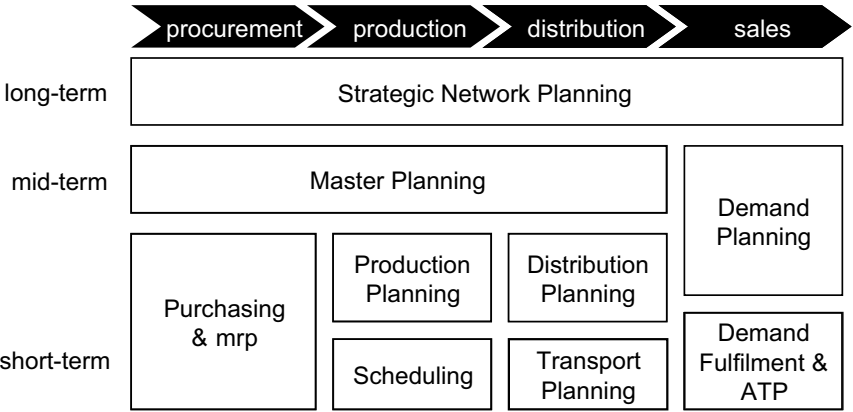 procurement
production
distribution
sales
long-term
Strategic Network Planning
mid-term
Master Planning
Demand
Planning
Purchasing
& mrp
Production
Planning
Distribution
Planning
short-term
Scheduling
Transport
Planning
Demand
Fulfilment &
ATP